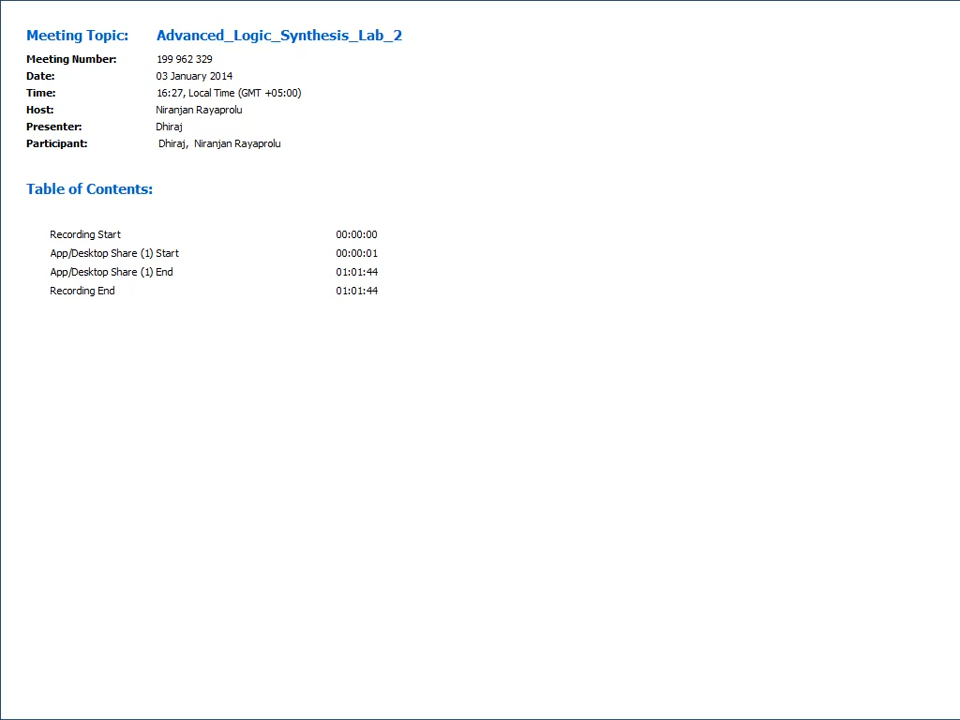 Meeting Topic: Advanced_Logic_Synthesis_Lab_2
Meeting Number: 199 962 329
Date: 03 January 2014
Time: 16:27, Local Time (GMT +05:00)
Host: Niranjan Rayaprolu
Presenter: Dhiraj
Participant: Dhiraj, Niranjan Rayaprolu
Table of Contents:
Recording Start 00:00:00
App/Desktop Share (1) Start 00:00:01
App/Desktop Share (1) End 01:01:44
Recording End 01:01:44